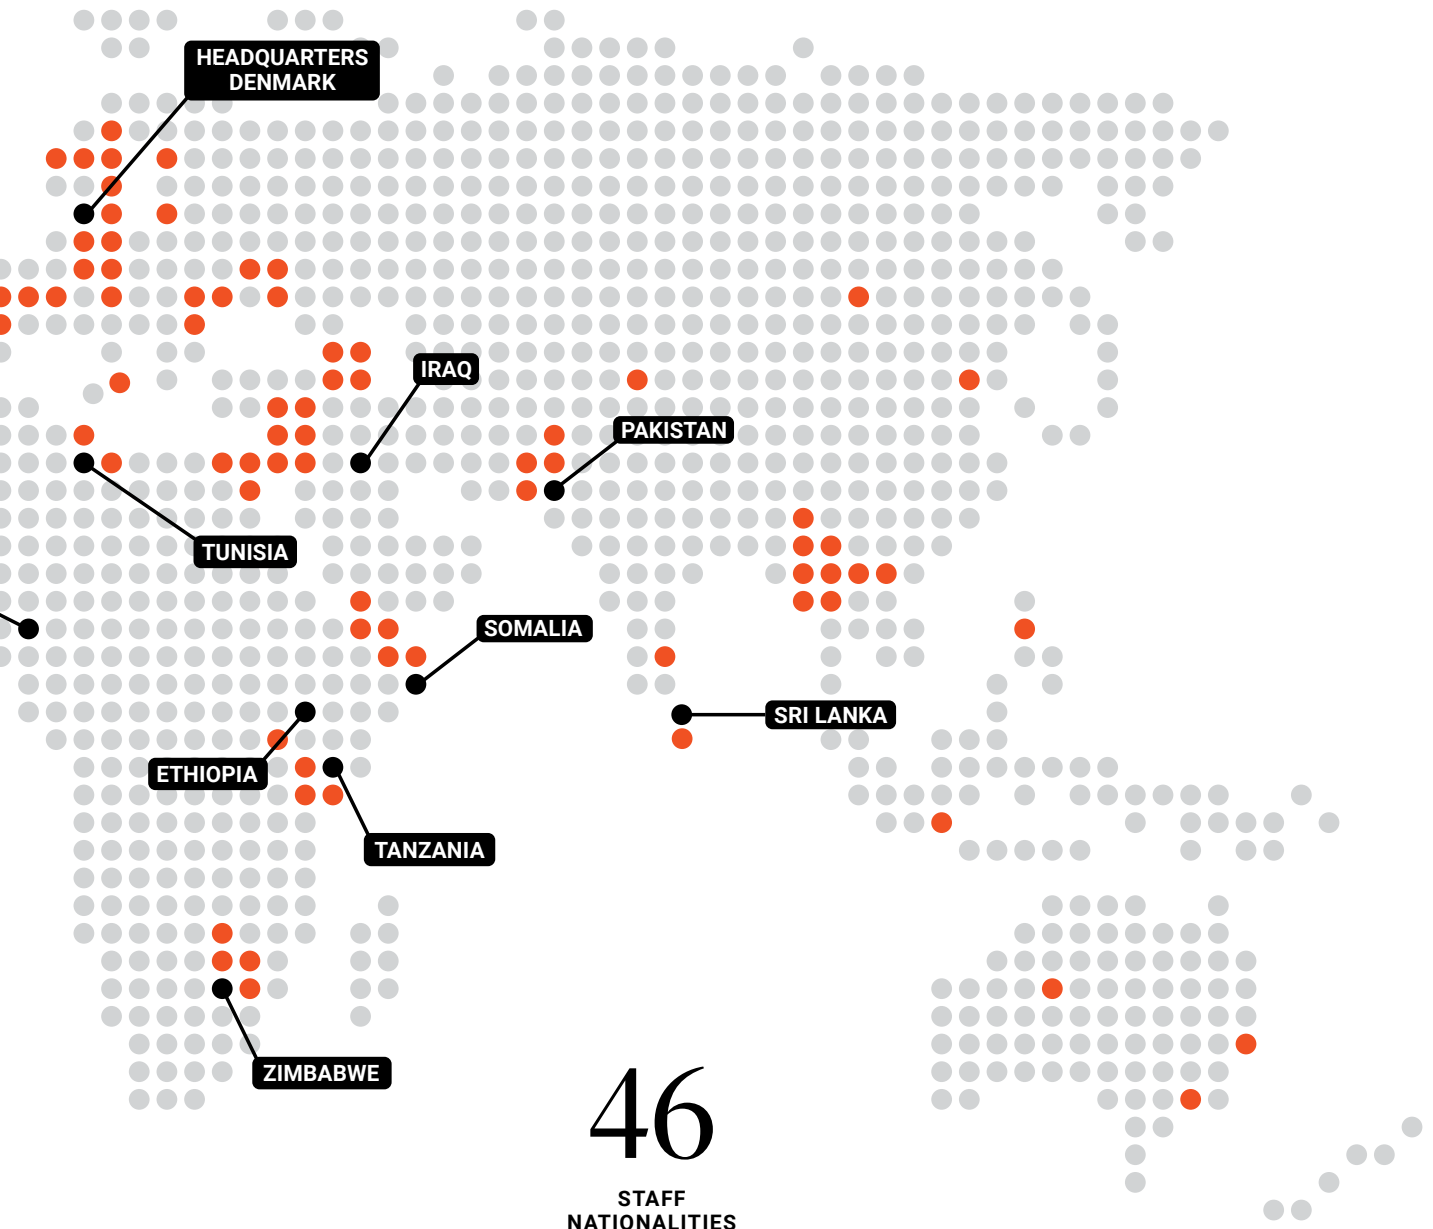 HEADQUARTERS
DENMARK
IRAQ
PAKISTAN
TUNISIA
SOMALIA
SRI LANKA
ETHIOPIA
TANZANIA
ZIMBABWE
46
STAFF
NATIONALITIES